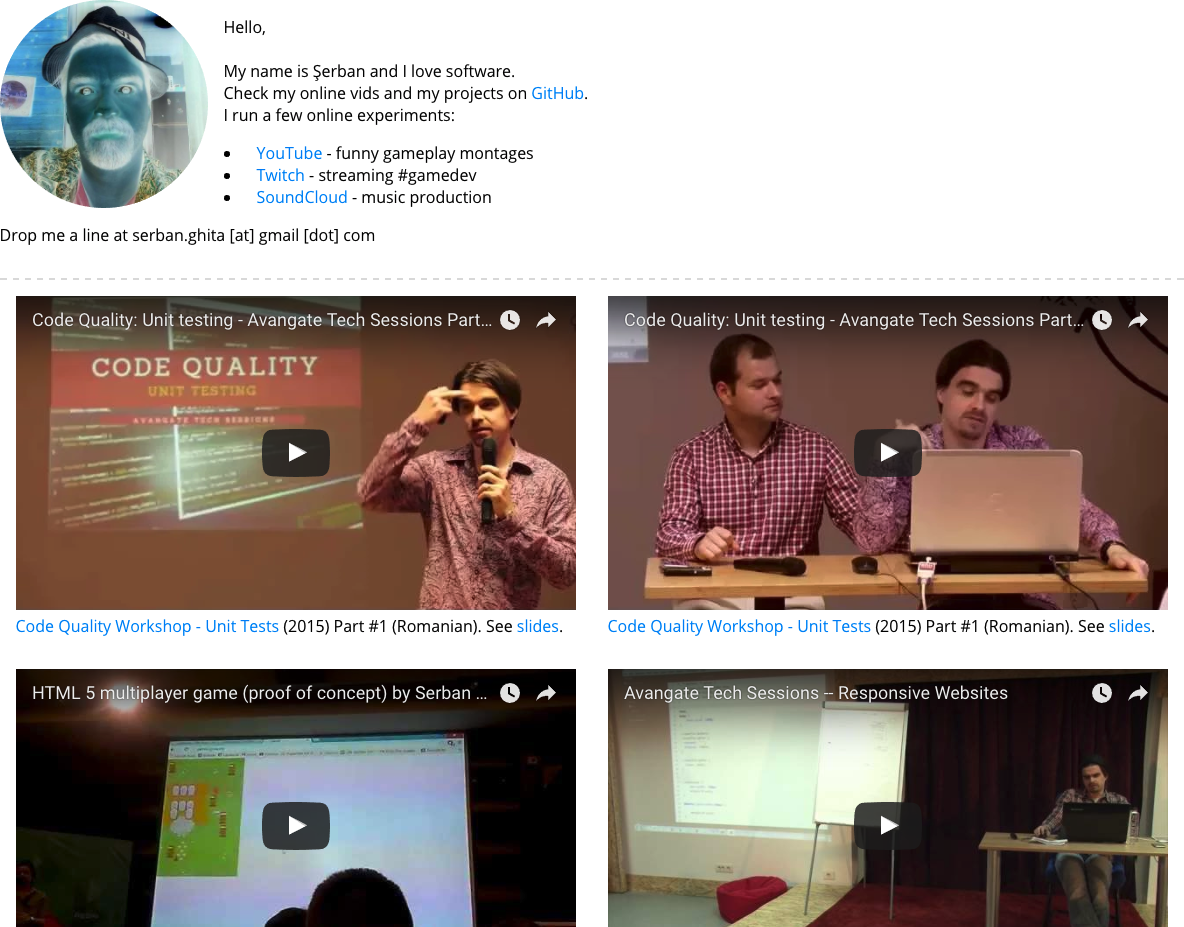 Hello,
My name is Şerban and I love software.
Check my online vids and my projects on GitHub.
I run a few online experiments:
YouTube - funny gameplay montages
Twitch - streaming #gamedev
SoundCloud - music production
Drop me a line at serban.ghita [at] gmail [dot] com
Code Quality: Unit testing - Avangate Tech Sessions Part...
CODE QUALITY
UNIT TESTING
AVANGATE TECH SESSIONS
Code Quality Workshop - Unit Tests (2015) Part #1 (Romanian). See slides.
Code Quality: Unit testing - Avangate Tech Sessions Part...
Code Quality Workshop - Unit Tests (2015) Part #1 (Romanian). See slides.
HTML 5 multiplayer game (proof of concept) by Serban ...
Avangate Tech Sessions -- Responsive Websites